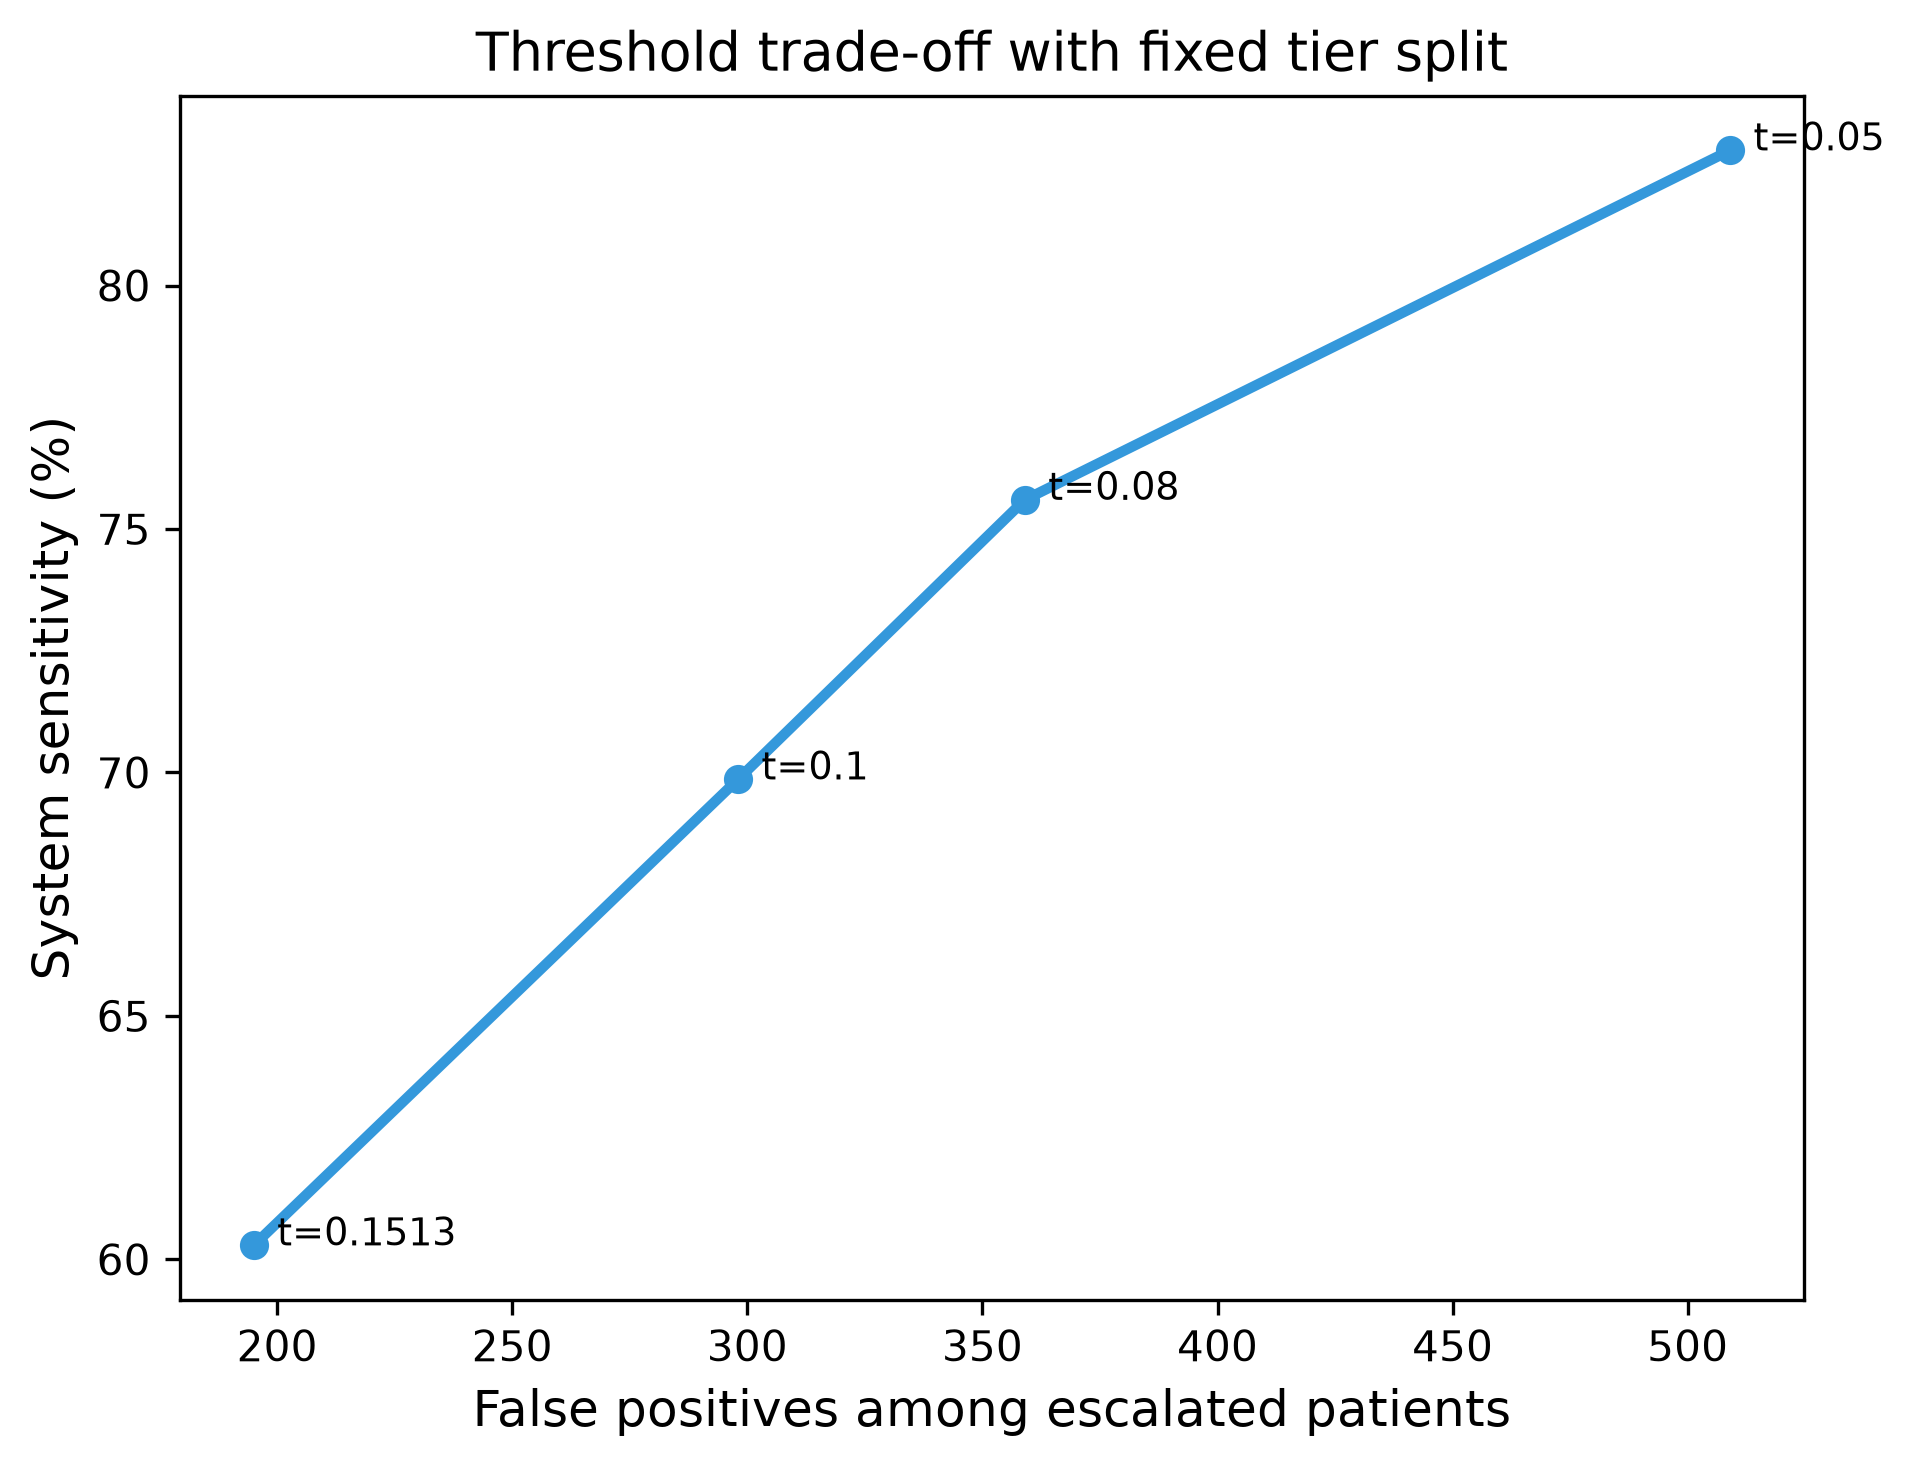 Threshold trade-off with fixed tier split
t=0.05
80
t=0.08
75
t=0.1
70
65
t=0.1513
60
System sensitivity (%)
200 250 300 350 400 450 500
False positives among escalated patients